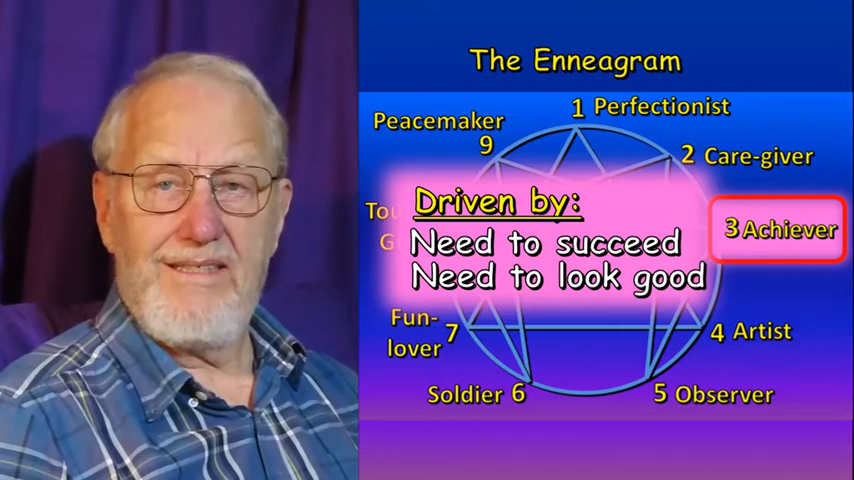 The Enneagram
1 Perfectionist
Peacemaker
9
2 Care-giver
Driven by:
3 Achiever
Need to succeed
Need to look good
Fun-
lover 7
4 Artist
Soldier 6
5 Observer